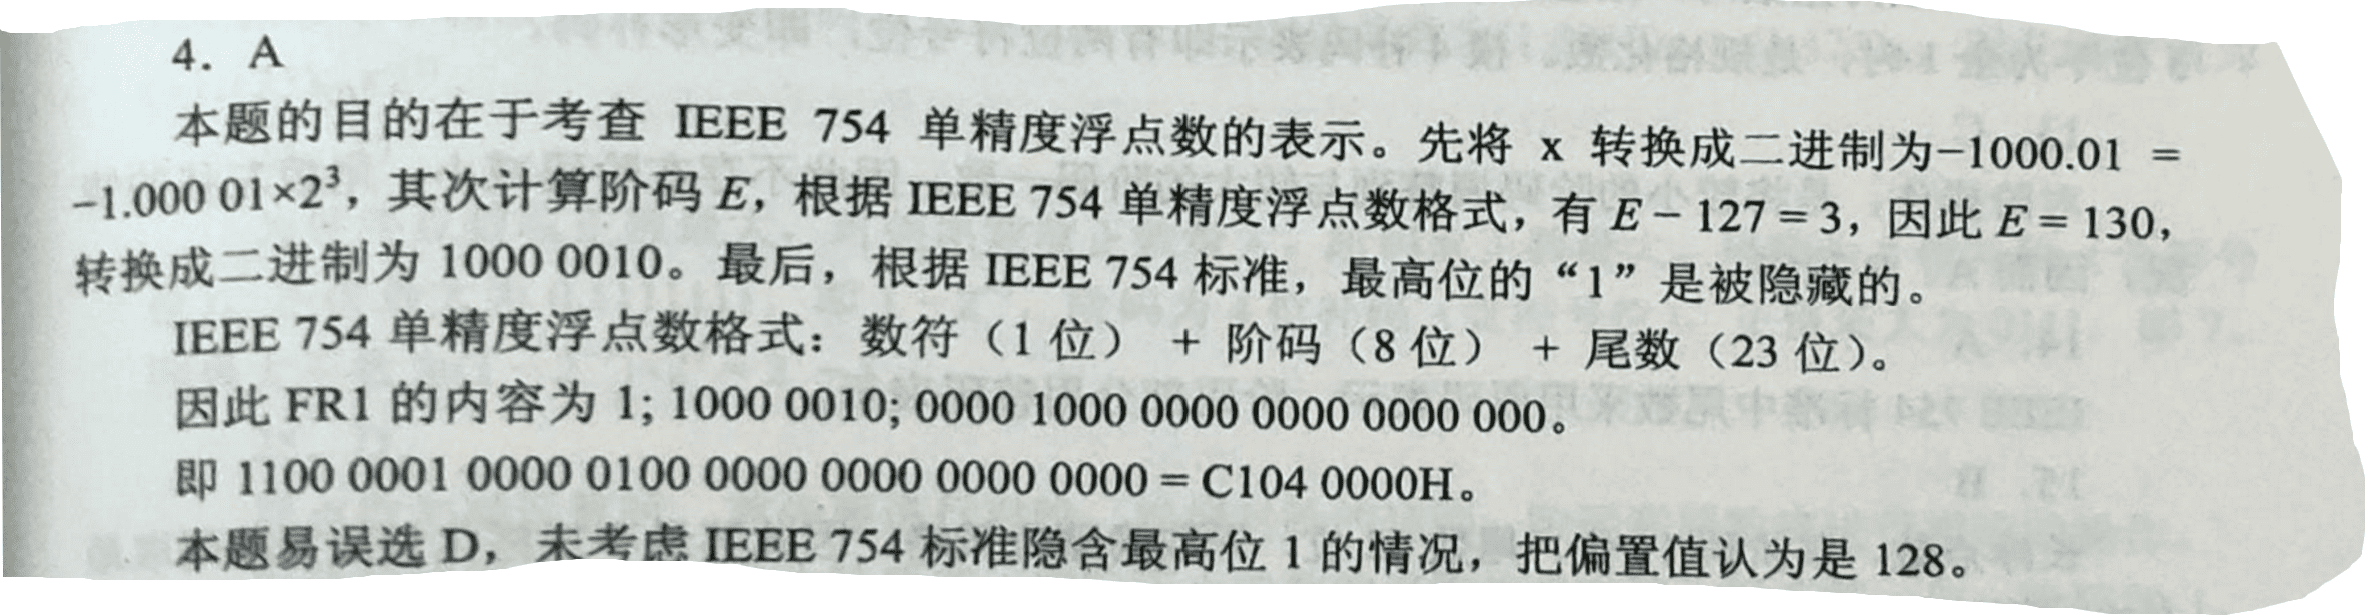 4. A
本题的目的在于考查 IEEE 754 单精度浮点数的表示。先将 x 转换成二进制为−1000.01 =
−1.000 01×2³，其次计算阶码 E，根据 IEEE 754 单精度浮点数格式，有 E − 127 = 3，因此 E = 130，
转换成二进制为 1000 0010。最后，根据 IEEE 754 标准，最高位的“1”是被隐藏的。
IEEE 754 单精度浮点数格式：数符（1 位） + 阶码（8 位） + 尾数（23 位）。
因此 FR1 的内容为 1; 1000 0010; 0000 1000 0000 0000 0000 000。
即 1100 0001 0000 0100 0000 0000 0000 0000 = C104 0000H。
本题易误选 D，未考虑 IEEE 754 标准隐含最高位 1 的情况，把偏置值认为是 128。